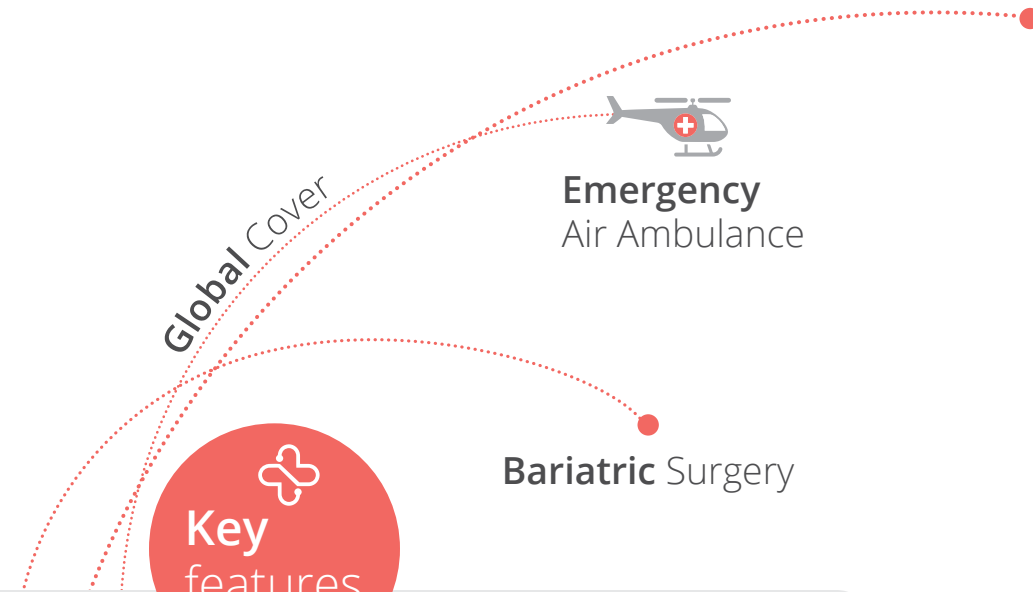 Global Cover
Emergency
Air Ambulance
Bariatric Surgery
Key
features